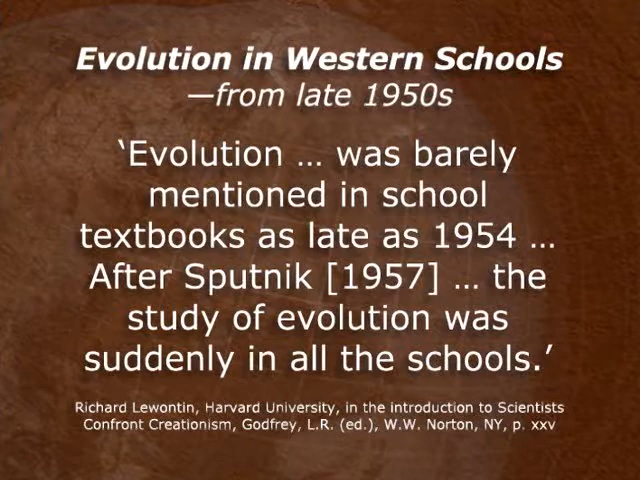 Evolution in Western Schools
—from late 1950s
‘Evolution … was barely
mentioned in school
textbooks as late as 1954 …
After Sputnik [1957] … the
study of evolution was
suddenly in all the schools.’
Richard Lewontin, Harvard University, in the introduction to Scientists
Confront Creationism, Godfrey, L.R. (ed.), W.W. Norton, NY, p. xxv